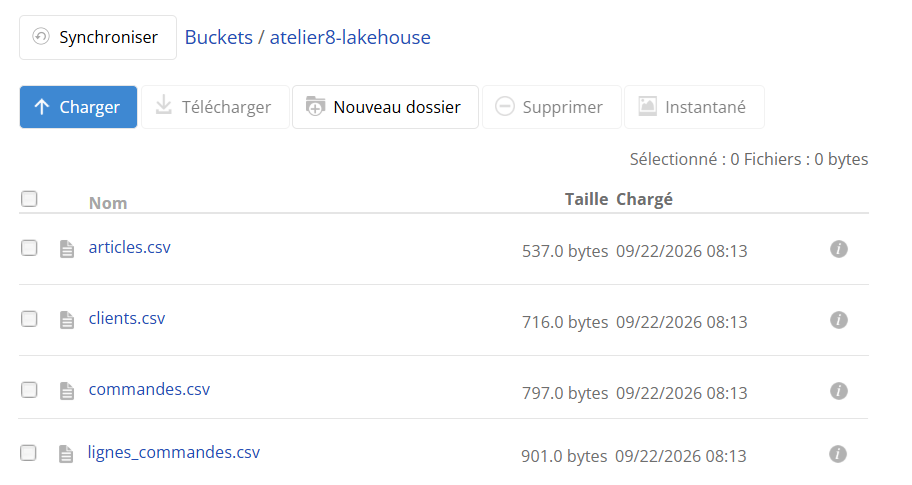 Synchroniser Buckets / atelier8-lakehouse
Charger Télécharger Nouveau dossier Supprimer Instantané
Sélectionné : 0 Fichiers : 0 bytes
Nom Taille Chargé
articles.csv 537.0 bytes 09/22/2026 08:13
clients.csv 716.0 bytes 09/22/2026 08:13
commandes.csv 797.0 bytes 09/22/2026 08:13
lignes_commandes.csv 901.0 bytes 09/22/2026 08:13